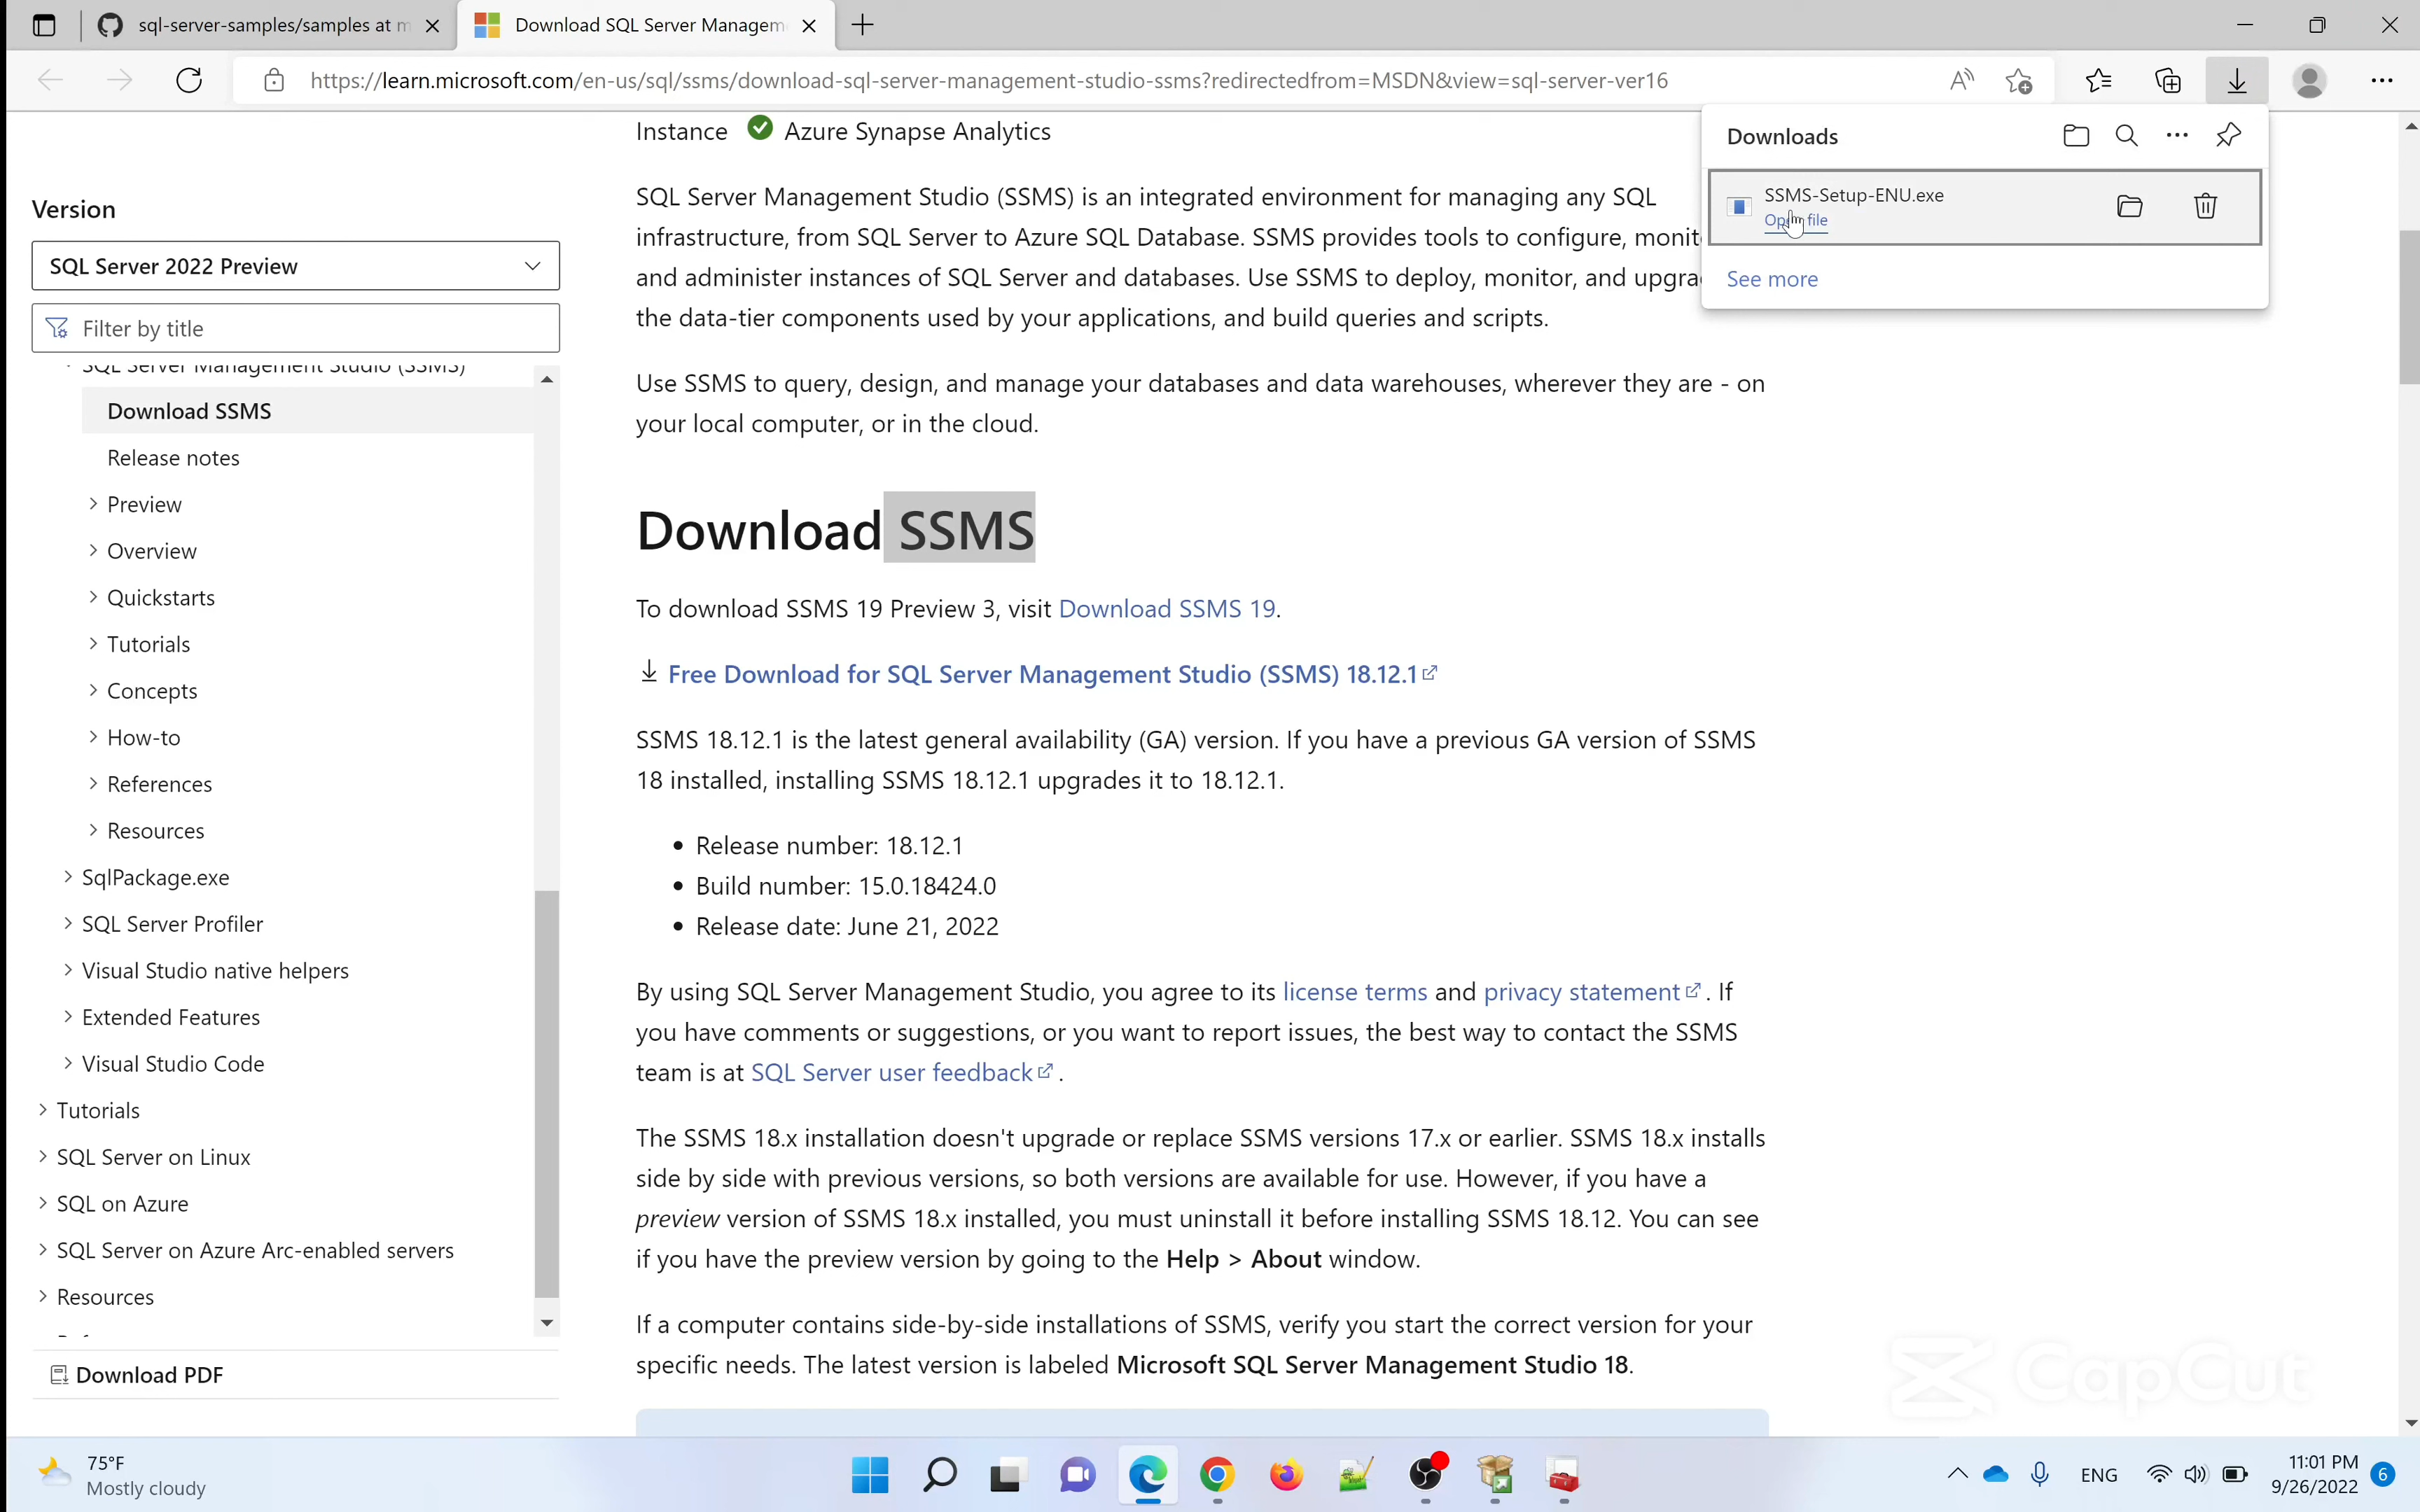 sql-server-samples/samples at m
Download SQL Server Managem
https://learn.microsoft.com/en-us/sql/ssms/download-sql-server-management-studio-ssms?redirectedfrom=MSDN&view=sql-server-ver16
Downloads
SSMS-Setup-ENU.exe
Open file
See more
Version
SQL Server 2022 Preview
Filter by title
SQL Server Management Studio (SSMS)
Download SSMS
Release notes
Preview
Overview
Quickstarts
Tutorials
Concepts
How-to
References
Resources
SqlPackage.exe
SQL Server Profiler
Visual Studio native helpers
Extended Features
Visual Studio Code
Tutorials
SQL Server on Linux
SQL on Azure
SQL Server on Azure Arc-enabled servers
Resources
Download PDF
Instance Azure Synapse Analytics
SQL Server Management Studio (SSMS) is an integrated environment for managing any SQL
infrastructure, from SQL Server to Azure SQL Database. SSMS provides tools to configure, monit
and administer instances of SQL Server and databases. Use SSMS to deploy, monitor, and upgra
the data-tier components used by your applications, and build queries and scripts.
Use SSMS to query, design, and manage your databases and data warehouses, wherever they are - on
your local computer, or in the cloud.
Download SSMS
To download SSMS 19 Preview 3, visit Download SSMS 19.
Free Download for SQL Server Management Studio (SSMS) 18.12.1
SSMS 18.12.1 is the latest general availability (GA) version. If you have a previous GA version of SSMS
18 installed, installing SSMS 18.12.1 upgrades it to 18.12.1.
• Release number: 18.12.1
• Build number: 15.0.18424.0
• Release date: June 21, 2022
By using SQL Server Management Studio, you agree to its license terms and privacy statement. If
you have comments or suggestions, or you want to report issues, the best way to contact the SSMS
team is at SQL Server user feedback.
The SSMS 18.x installation doesn't upgrade or replace SSMS versions 17.x or earlier. SSMS 18.x installs
side by side with previous versions, so both versions are available for use. However, if you have a
preview version of SSMS 18.x installed, you must uninstall it before installing SSMS 18.12. You can see
if you have the preview version by going to the Help > About window.
If a computer contains side-by-side installations of SSMS, verify you start the correct version for your
specific needs. The latest version is labeled Microsoft SQL Server Management Studio 18.
CapCut
75°F
Mostly cloudy
ENG
11:01 PM
9/26/2022
6